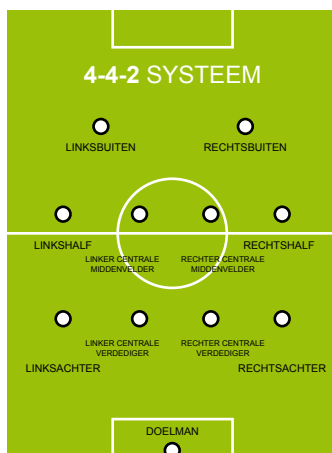 4-4-2 SYSTEEM
LINKSBUITEN
RECHTSBUITEN
LINKSHALF
LINKER CENTRALE
MIDDENVELDER
RECHTER CENTRALE
MIDDENVELDER
RECHTSHALF
LINKSACHTER
LINKER CENTRALE
VERDEDIGER
RECHTER CENTRALE
VERDEDIGER
RECHTSACHTER
DOELMAN